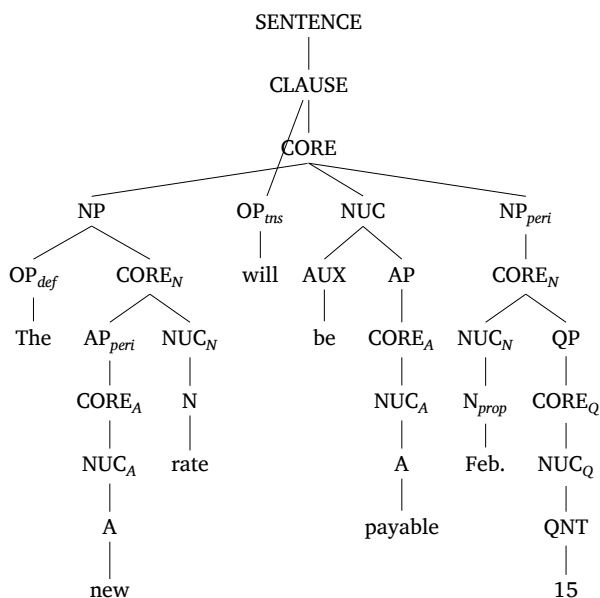 SENTENCE
CLAUSE
CORE
NP OP_tns NUC NP_peri
OP_def CORE_N will AUX AP CORE_N
The AP_peri NUC_N be CORE_A NUC_N QP
CORE_A N NUC_A N_prop CORE_Q
NUC_A rate A Feb. NUC_Q
A payable QNT
new 15